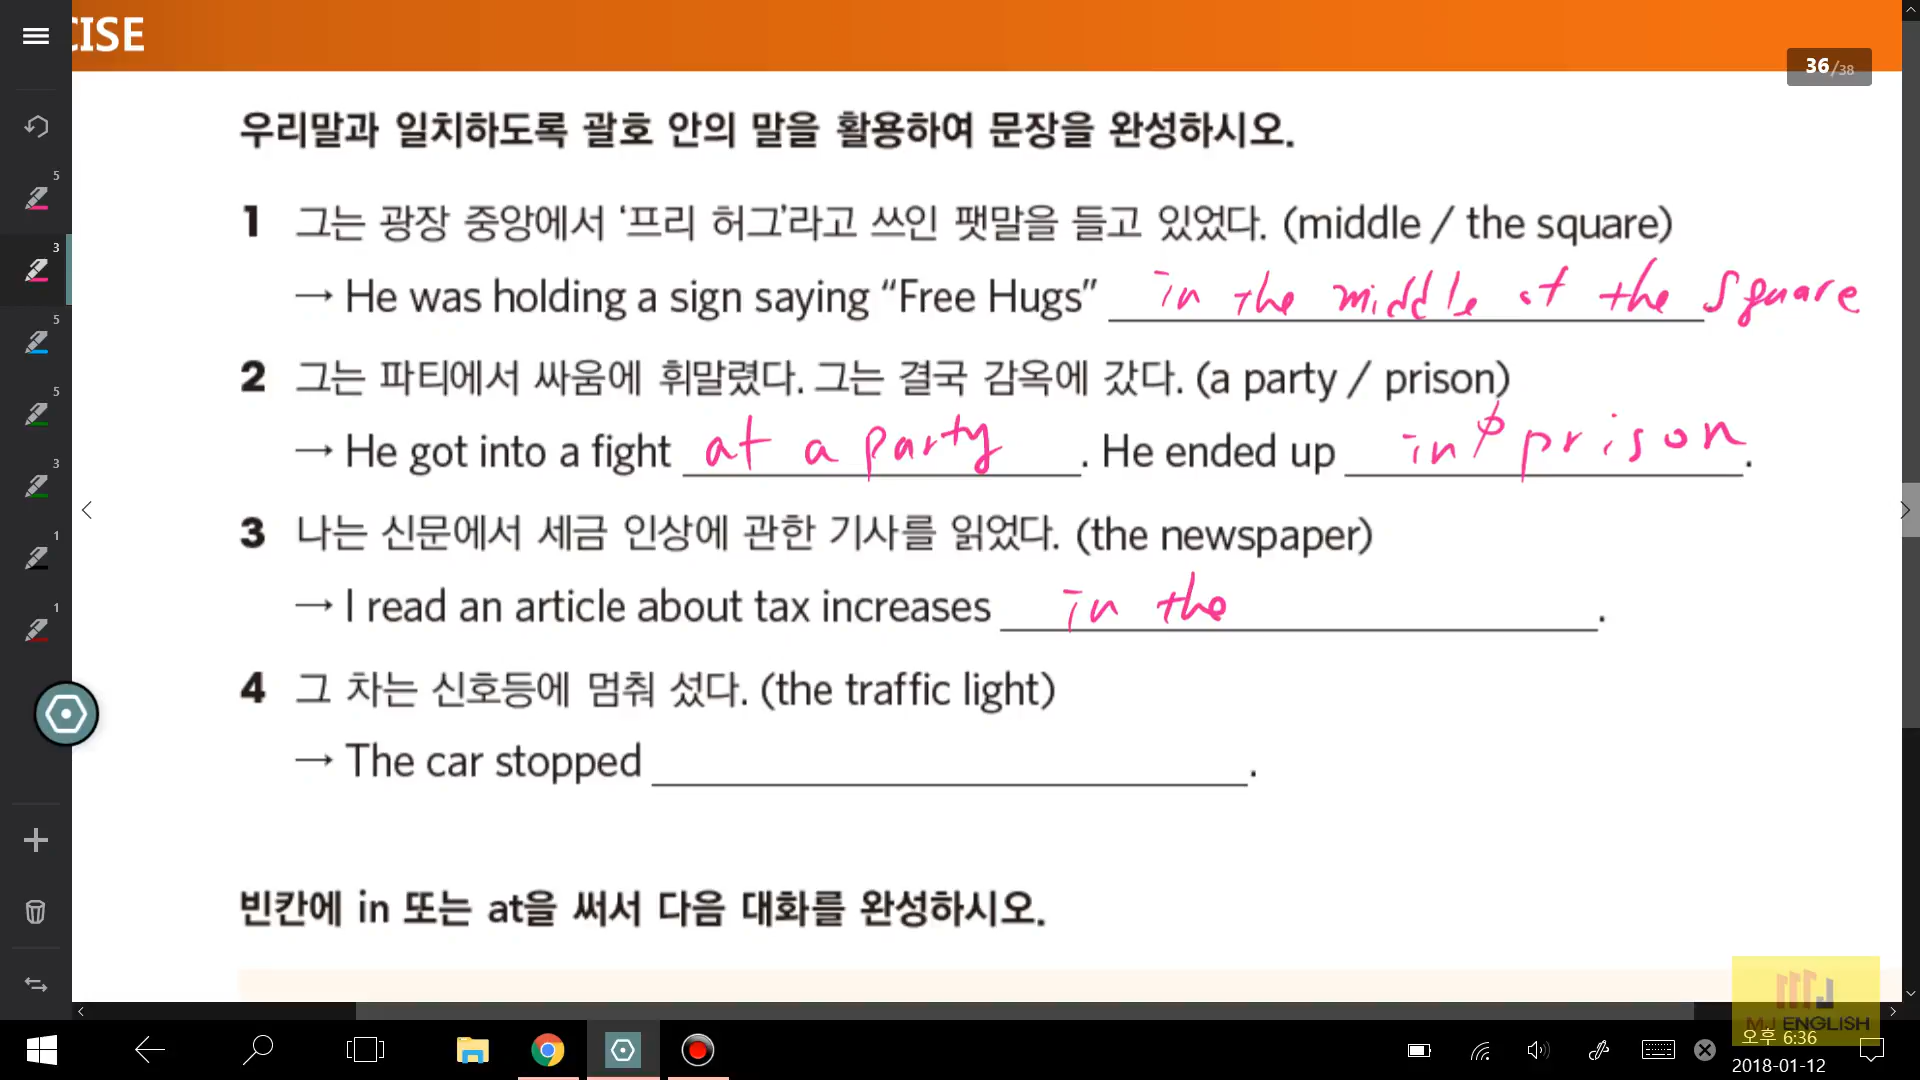 CISE
36/38
우리말과 일치하도록 괄호 안의 말을 활용하여 문장을 완성하시오.
1 그는 광장 중앙에서 ‘프리 허그’라고 쓰인 팻말을 들고 있었다. (middle / the square)
→ He was holding a sign saying “Free Hugs” in the middle of the square
2 그는 파티에서 싸움에 휘말렸다. 그는 결국 감옥에 갔다. (a party / prison)
→ He got into a fight at a party. He ended up in prison.
3 나는 신문에서 세금 인상에 관한 기사를 읽었다. (the newspaper)
→ I read an article about tax increases in the.
4 그 차는 신호등에 멈춰 섰다. (the traffic light)
→ The car stopped.
빈칸에 in 또는 at을 써서 다음 대화를 완성하시오.
5
3
5
5
3
1
1
MJ ENGLISH
오후 6:36
2018-01-12